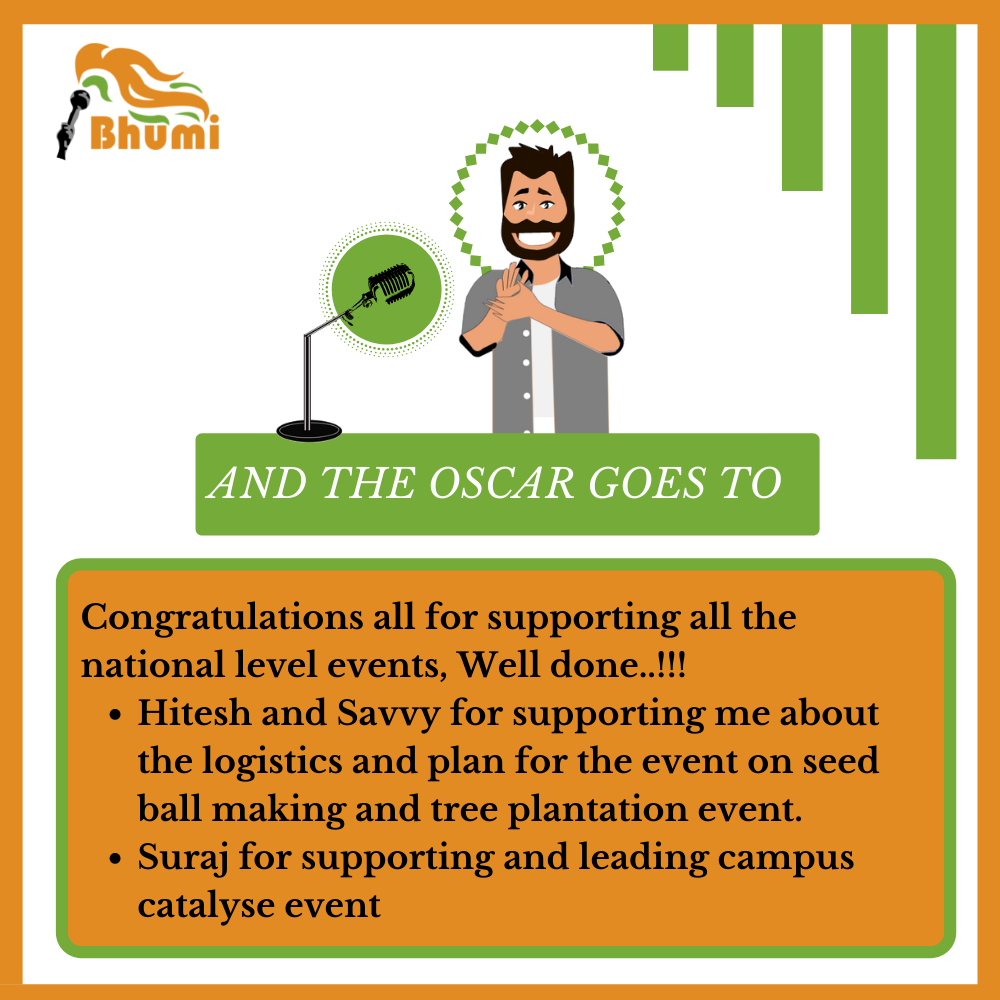 Bhumi
AND THE OSCAR GOES TO
Congratulations all for supporting all the
national level events, Well done..!!!
• Hitesh and Savvy for supporting me about
the logistics and plan for the event on seed
ball making and tree plantation event.
• Suraj for supporting and leading campus
catalyse event